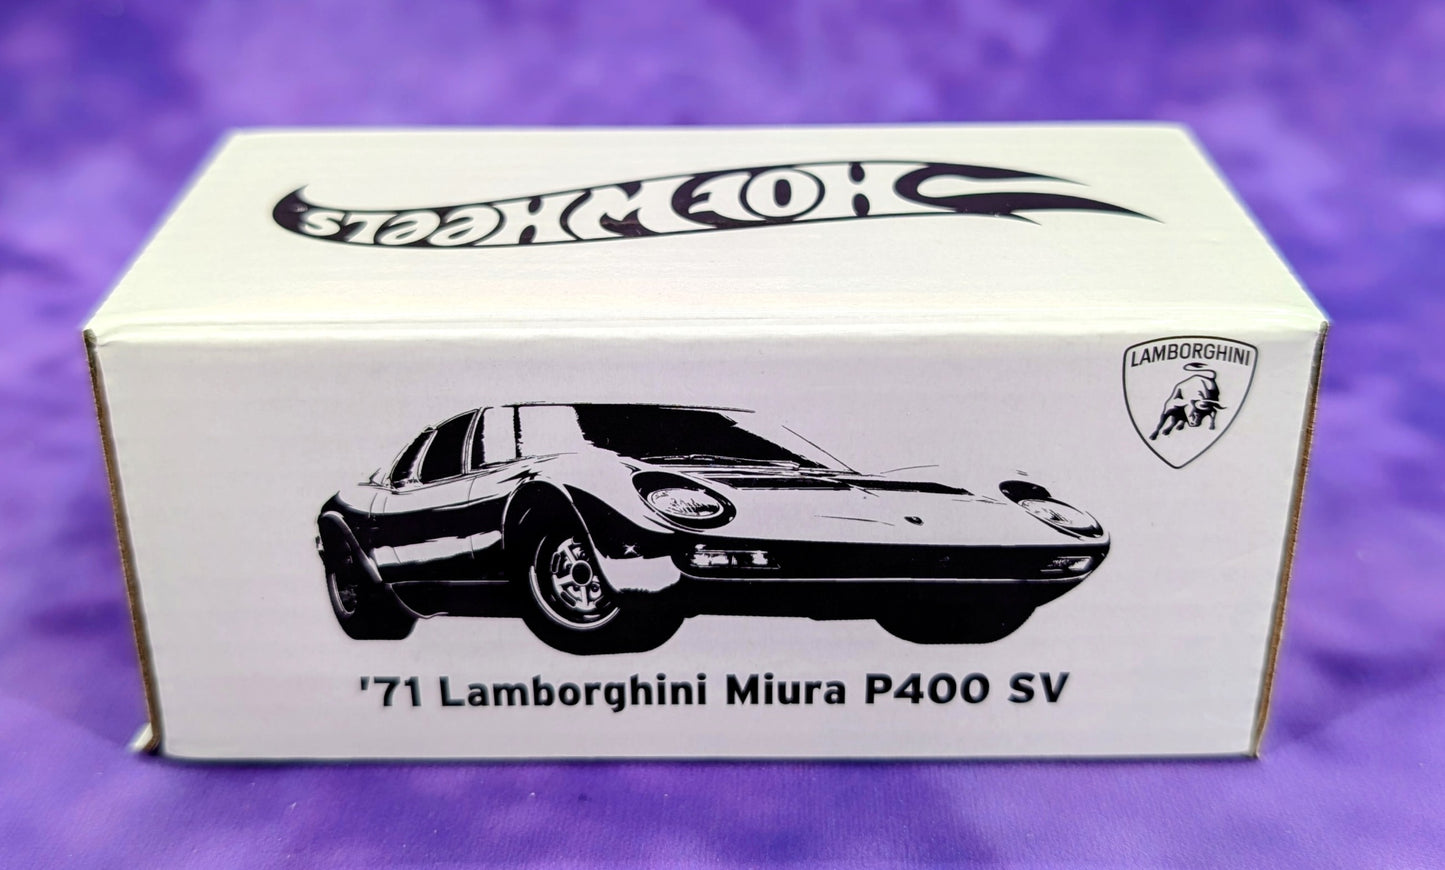 HOT WHEELS
LAMBORGHINI
'71 Lamborghini Miura P400 SV